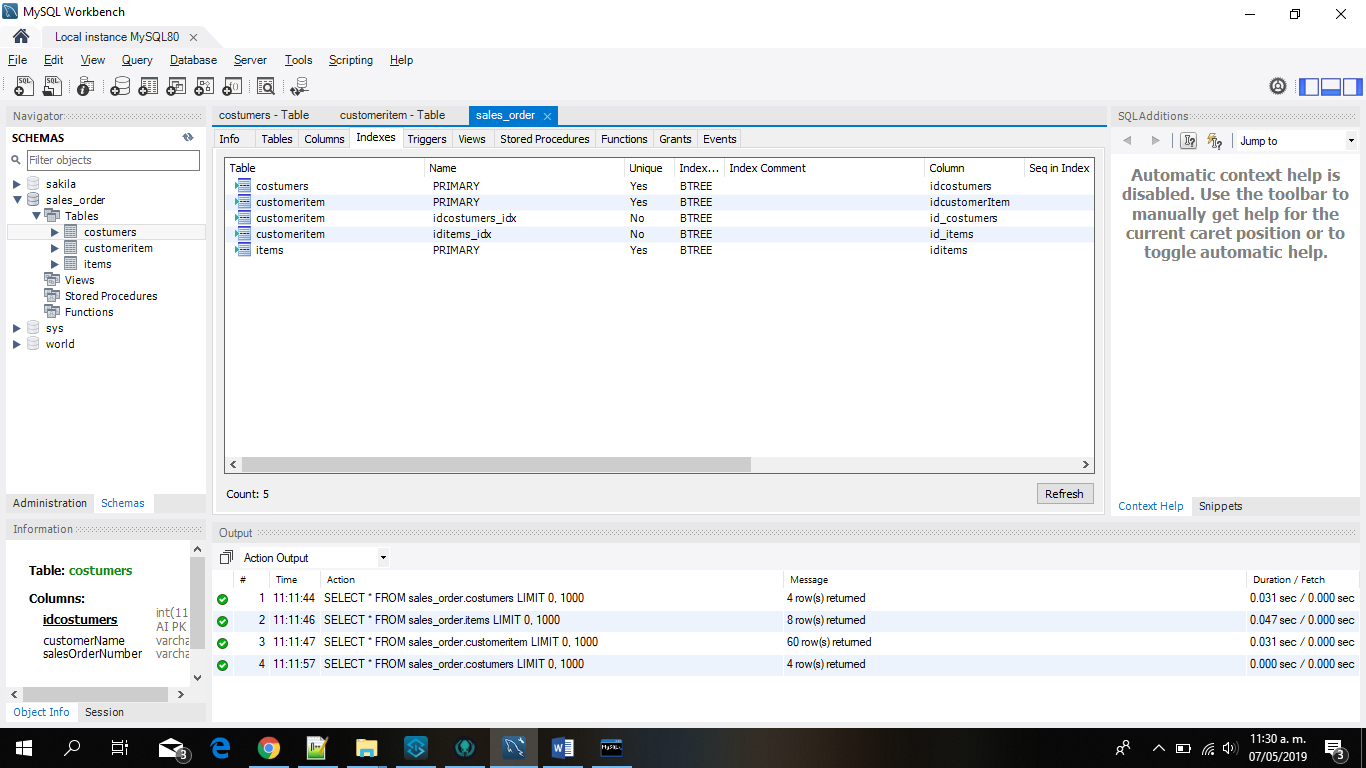 MySQL Workbench
Local instance MySQL80
File Edit View Query Database Server Tools Scripting Help
Navigator
SCHEMAS
Filter objects
sakila
sales_order
Tables
costumers
customeritem
items
Views
Stored Procedures
Functions
sys
world
Administration Schemas
Information
Table: costumers
Columns:
idcostumers int(11
AI PK
customerName varcha
salesOrderNumber varcha
Object Info Session
costumers - Table customeritem - Table sales_order
Info Tables Columns Indexes Triggers Views Stored Procedures Functions Grants Events
Table Name Unique Index... Index Comment Column Seq in Index
costumers PRIMARY Yes BTREE idcostumers
customeritem PRIMARY Yes BTREE idcustomerItem
customeritem idcostumers_idx No BTREE id_costumers
customeritem iditems_idx No BTREE id_items
items PRIMARY Yes BTREE iditems
Count: 5
Refresh
Output
Action Output
# Time Action Message Duration / Fetch
1 11:11:44 SELECT * FROM sales_order.costumers LIMIT 0, 1000 4 row(s) returned 0.031 sec / 0.000 sec
2 11:11:46 SELECT * FROM sales_order.items LIMIT 0, 1000 8 row(s) returned 0.047 sec / 0.000 sec
3 11:11:47 SELECT * FROM sales_order.customeritem LIMIT 0, 1000 60 row(s) returned 0.031 sec / 0.000 sec
4 11:11:57 SELECT * FROM sales_order.costumers LIMIT 0, 1000 4 row(s) returned 0.000 sec / 0.000 sec
SQLAdditions
Jump to
Automatic context help is
disabled. Use the toolbar to
manually get help for the
current caret position or to
toggle automatic help.
Context Help Snippets
3
11:30 a. m.
07/05/2019
3